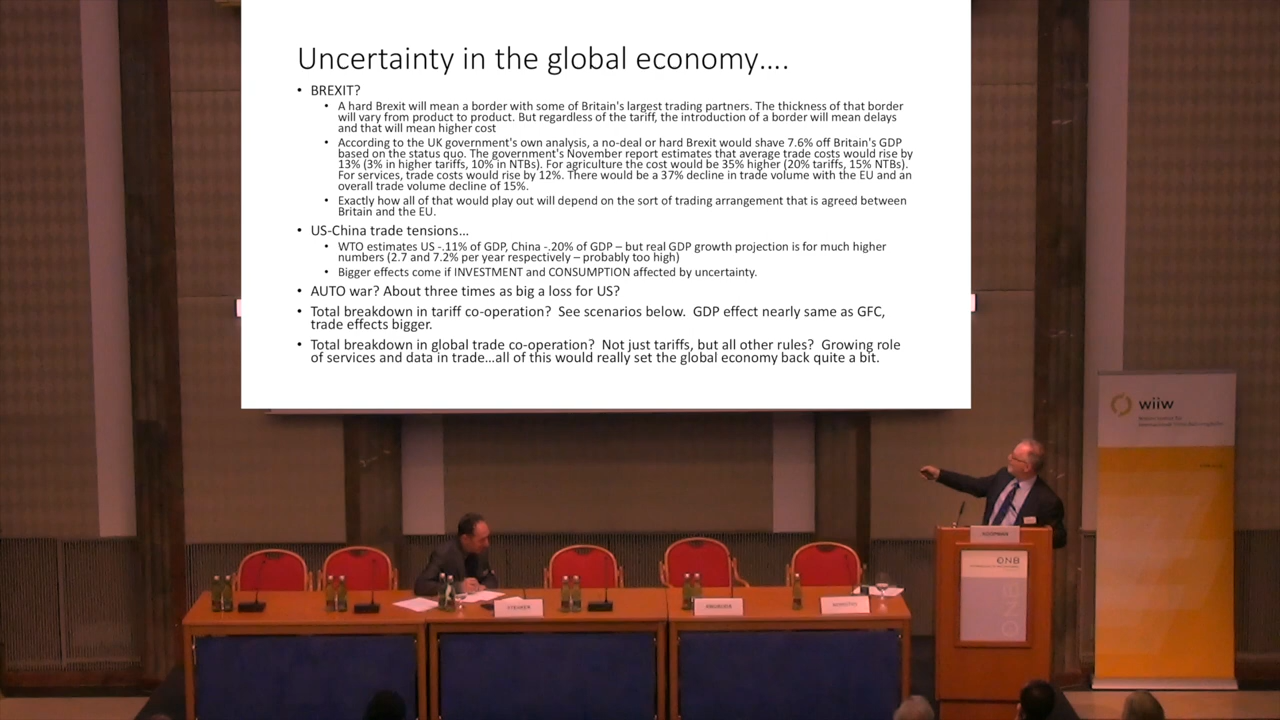 Uncertainty in the global economy....
• BREXIT?
• A hard Brexit will mean a border with some of Britain's largest trading partners. The thickness of that border
will vary from product to product. But regardless of the tariff, the introduction of a border will mean delays
and that will mean higher cost
• According to the UK government's own analysis, a no-deal or hard Brexit would shave 7.6% off Britain's GDP
based on the status quo. The government's November report estimates that average trade costs would rise by
13% (3% in higher tariffs, 10% in NTBs). For agriculture the cost would be 35% higher (20% tariffs, 15% NTBs).
For services, trade costs would rise by 12%. There would be a 37% decline in trade volume with the EU and an
overall trade volume decline of 15%.
• Exactly how all of that would play out will depend on the sort of trading arrangement that is agreed between
Britain and the EU.
• US-China trade tensions...
• WTO estimates US -.11% of GDP, China -.20% of GDP – but real GDP growth projection is for much higher
numbers (2.7 and 7.2% per year respectively – probably too high)
• Bigger effects come if INVESTMENT and CONSUMPTION affected by uncertainty.
• AUTO war? About three times as big a loss for US?
• Total breakdown in tariff co-operation? See scenarios below. GDP effect nearly same as GFC,
trade effects bigger.
• Total breakdown in global trade co-operation? Not just tariffs, but all other rules? Growing role
of services and data in trade...all of this would really set the global economy back quite a bit.
wiiw
KOOPMAN